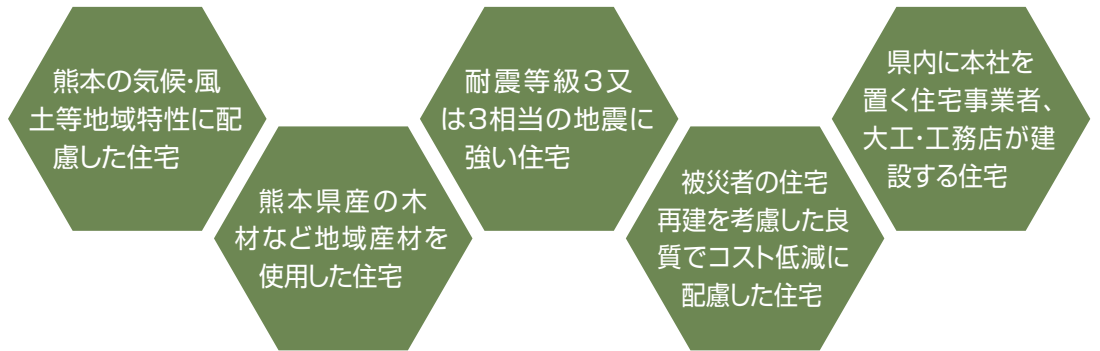 熊本の気候・風
土等地域特性に配
慮した住宅
熊本県産の木
材など地域産材を
使用した住宅
耐震等級３又
は３相当の地震に
強い住宅
被災者の住宅
再建を考慮した良
質でコスト低減に
配慮した住宅
県内に本社を
置く住宅事業者、
大工・工務店が建
設する住宅